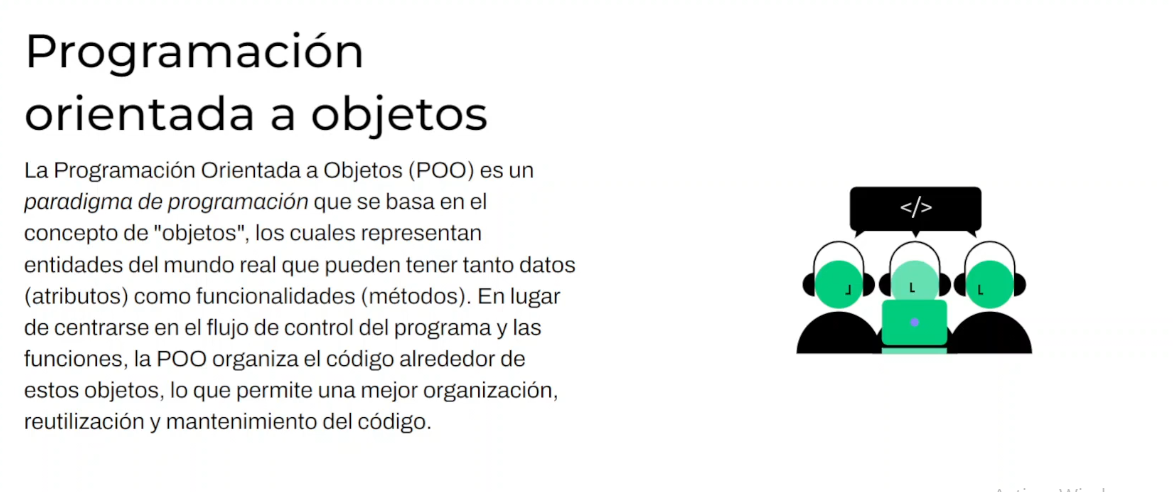 Programación
orientada a objetos
La Programación Orientada a Objetos (POO) es un
paradigma de programación que se basa en el
concepto de "objetos", los cuales representan
entidades del mundo real que pueden tener tanto datos
(atributos) como funcionalidades (métodos). En lugar
de centrarse en el flujo de control del programa y las
funciones, la POO organiza el código alrededor de
estos objetos, lo que permite una mejor organización,
reutilización y mantenimiento del código.
</>